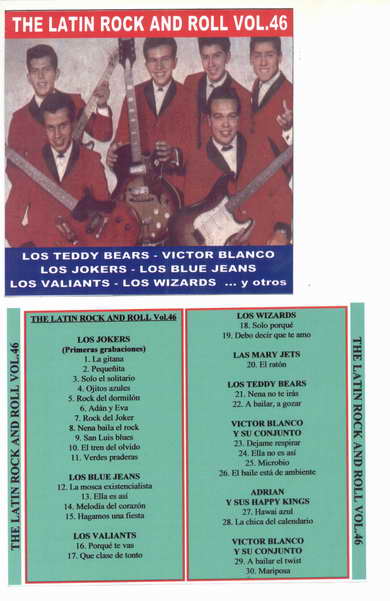 THE LATIN ROCK AND ROLL VOL.46
LOS TEDDY BEARS - VICTOR BLANCO
LOS JOKERS - LOS BLUE JEANS
LOS VALIANTS - LOS WIZARDS ... y otros
THE LATIN ROCK AND ROLL VOL.46
THE LATIN ROCK AND ROLL Vol.46
LOS JOKERS
(Primeras grabaciones)
1. La gitana
2. Pequeñita
3. Solo el solitario
4. Ojitos azules
5. Rock del dormilón
6. Adán y Eva
7. Rock del Joker
8. Nena baila el rock
9. San Luis blues
10. El tren del olvido
11. Verdes praderas
LOS BLUE JEANS
12. La mosca existencialista
13. Ella es así
14. Melodía del corazón
15. Hagamos una fiesta
LOS VALIANTS
16. Porqué te vas
17. Que clase de tonto
LOS WIZARDS
18. Solo porqué
19. Debo decir que te amo
LAS MARY JETS
20. El ratón
LOS TEDDY BEARS
21. Nena no te irás
22. A bailar, a gozar
VICTOR BLANCO
Y SU CONJUNTO
23. Dejame respirar
24. Ella no es así
25. Microbio
26. El baile está de ambiente
ADRIAN
Y SUS HAPPY KINGS
27. Hawai azul
28. La chica del calendario
VICTOR BLANCO
Y SU CONJUNTO
29. A bailar el twist
30. Mariposa
THE LATIN ROCK AND ROLL VOL.46